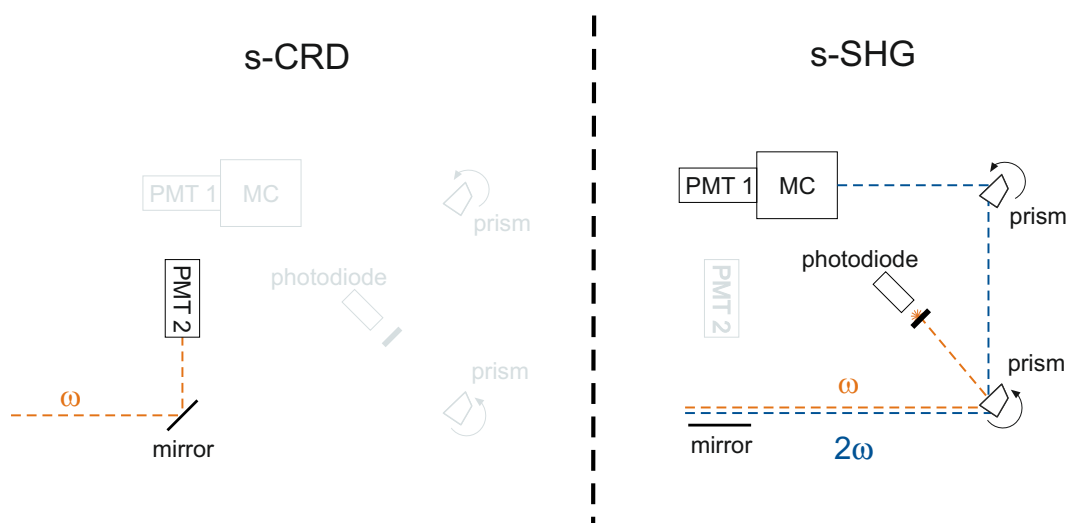 s-CRD
PMT 1
MC
prism
photodiode
PMT 2
prism
ω
mirror
s-SHG
PMT 1
MC
prism
photodiode
PMT 2
prism
ω
mirror
2ω